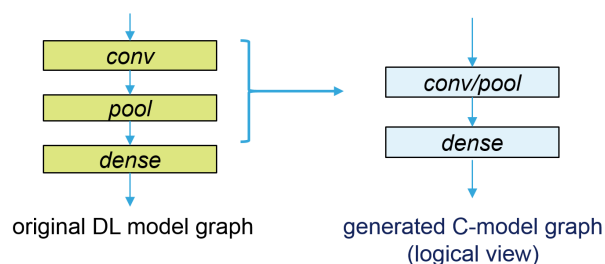 conv
pool
dense
original DL model graph
conv/pool
dense
generated C-model graph
(logical view)